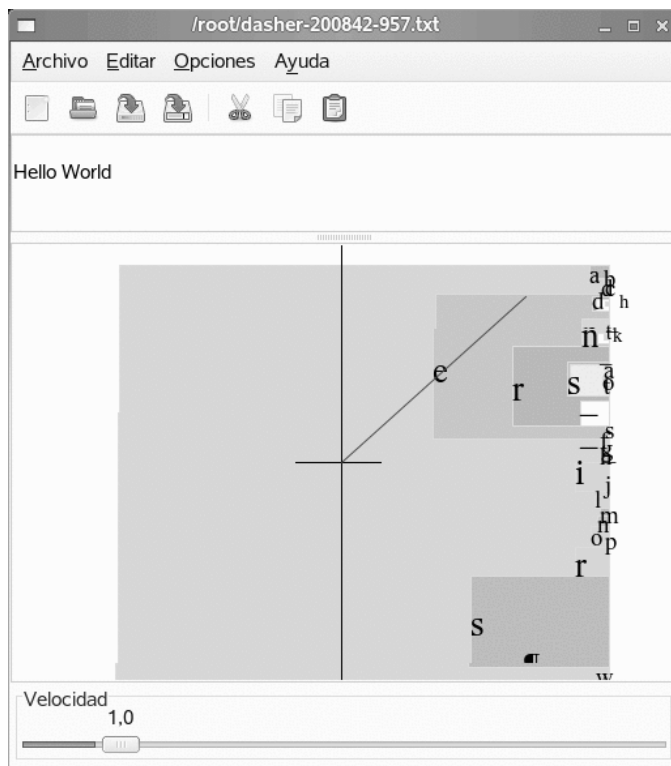 /root/dasher-200842-957.txt
Archivo Editar Opciones Ayuda
Hello World
a b
d h
n t k
e
r s t
a
o
s
f
g
i
j
l
m
n
o p
r
s
¶
w
Velocidad
1,0